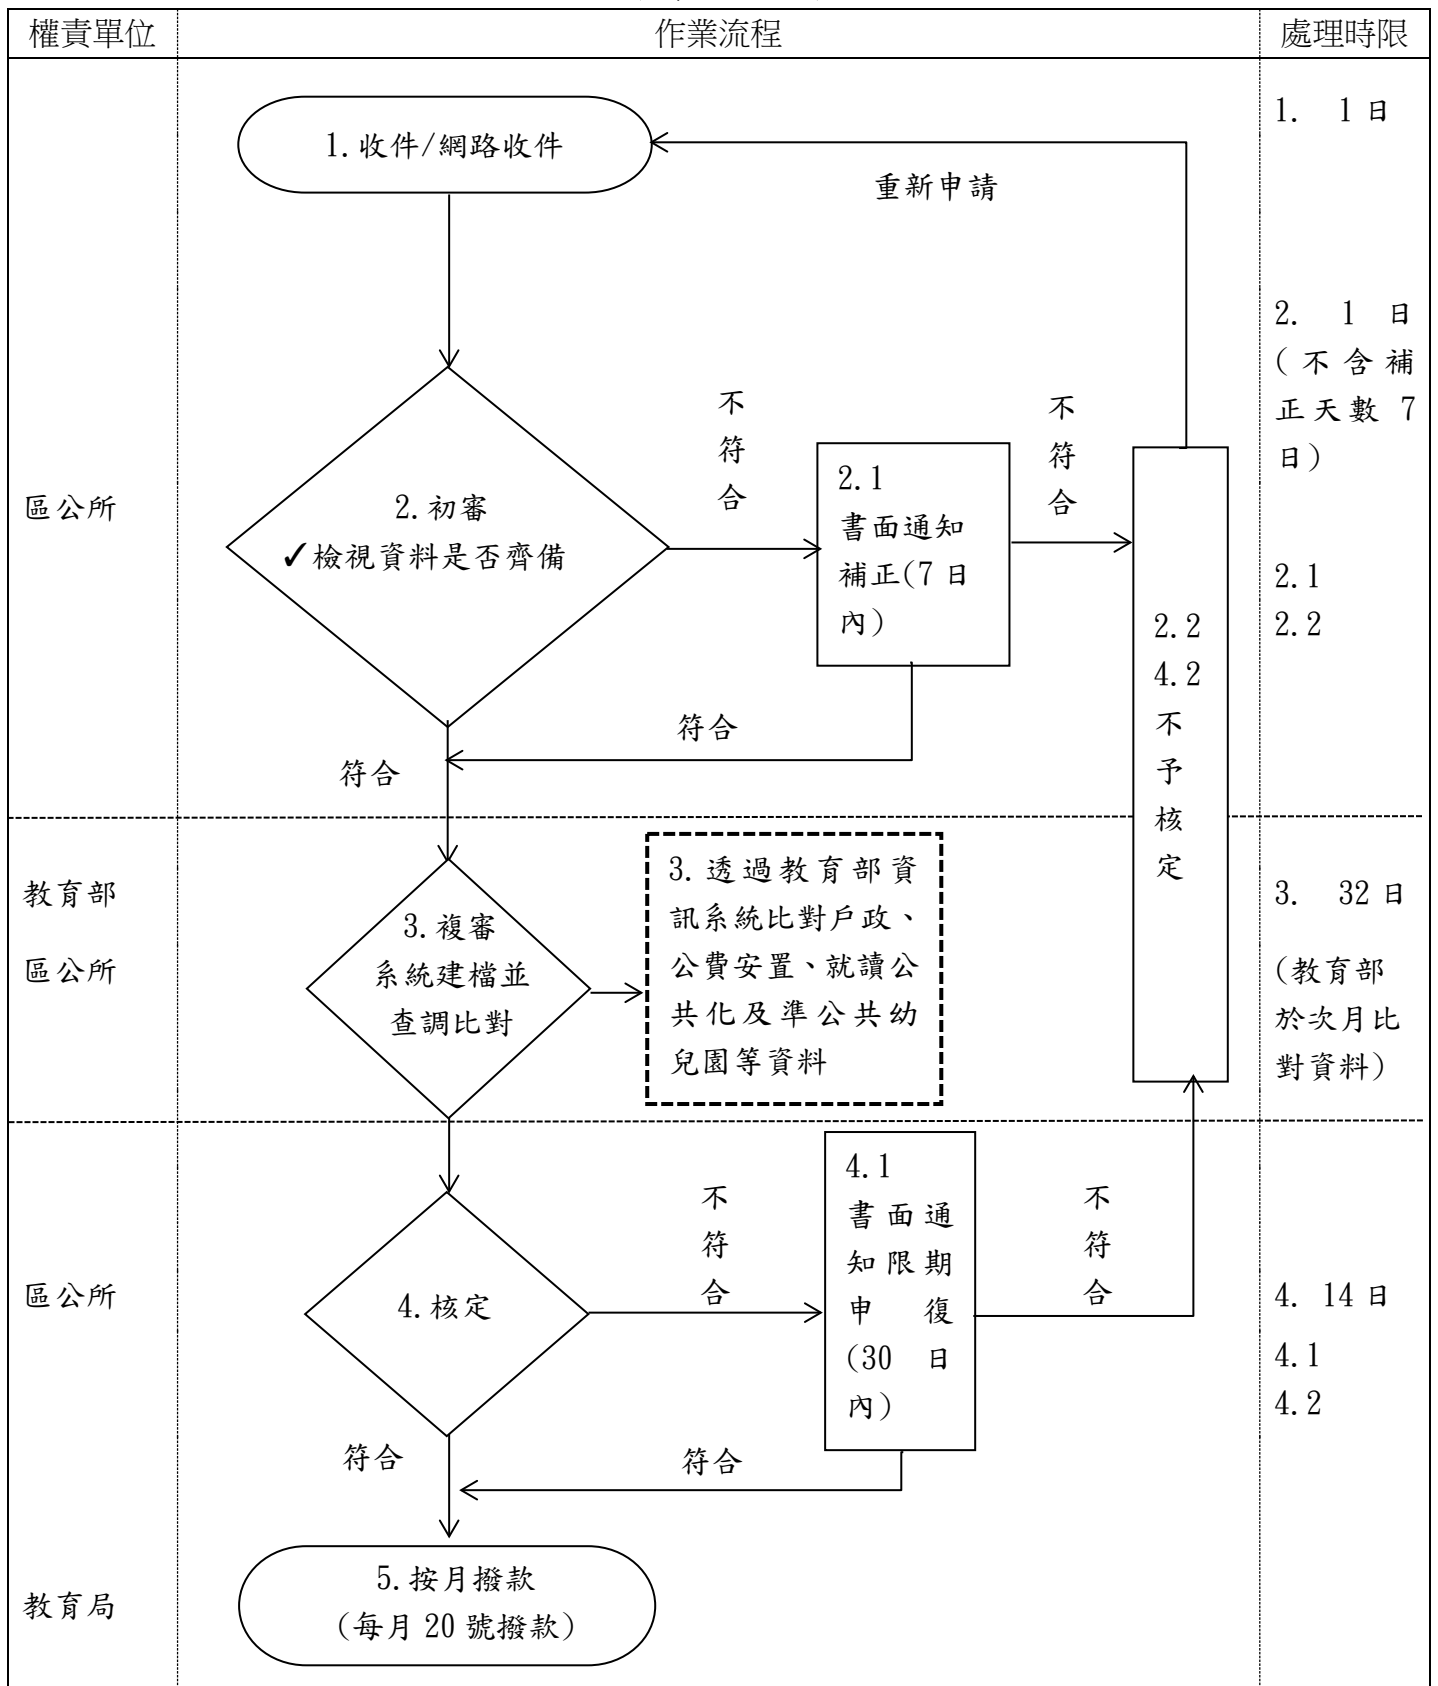 權責單位
作業流程
處理時限
1.收件/網路收件
重新申請
1. 1日
2. 1 日
(不含補
正天數 7
日)
2.1
2.2
區公所
2.初審
✓檢視資料是否齊備
不
符
合
2.1
書面通知
補正(7日
內)
不
符
合
2.2
4.2
不
予
核
定
符合
符合
教育部
區公所
3.複審
系統建檔並
查調比對
3.透過教育部資
訊系統比對戶政、
公費安置、就讀公
共化及準公共幼
兒園等資料
3. 32日
(教育部
於次月比
對資料)
區公所
4.核定
不
符
合
4.1
書面通
知限期
申 復
(30 日
內)
不
符
合
4. 14日
4.1
4.2
符合
符合
教育局
5.按月撥款
(每月20號撥款)